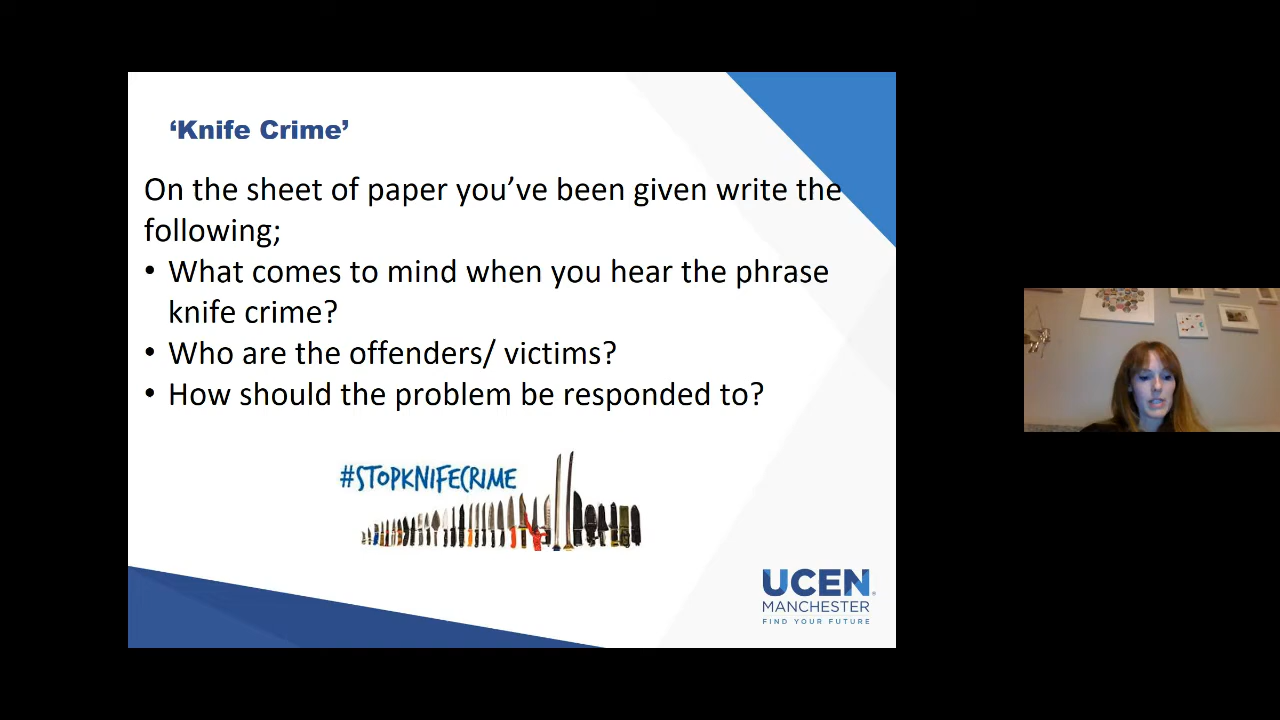 ‘Knife Crime’
On the sheet of paper you’ve been given write the
following;
• What comes to mind when you hear the phrase
knife crime?
• Who are the offenders/ victims?
• How should the problem be responded to?
#STOPKNIFECRIME
UCEN
MANCHESTER
FIND YOUR FUTURE